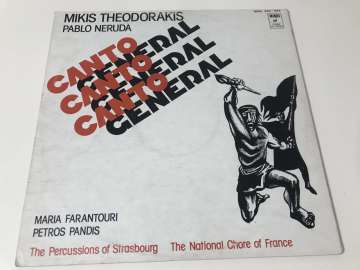 MIKIS THEODORAKIS
PABLO NERUDA
CANTO
GENERAL
CANTO
GENERAL
CANTO
GENERAL
MARIA FARANTOURI
PETROS PANDIS
The Percussions of Strasbourg The National Chore of France